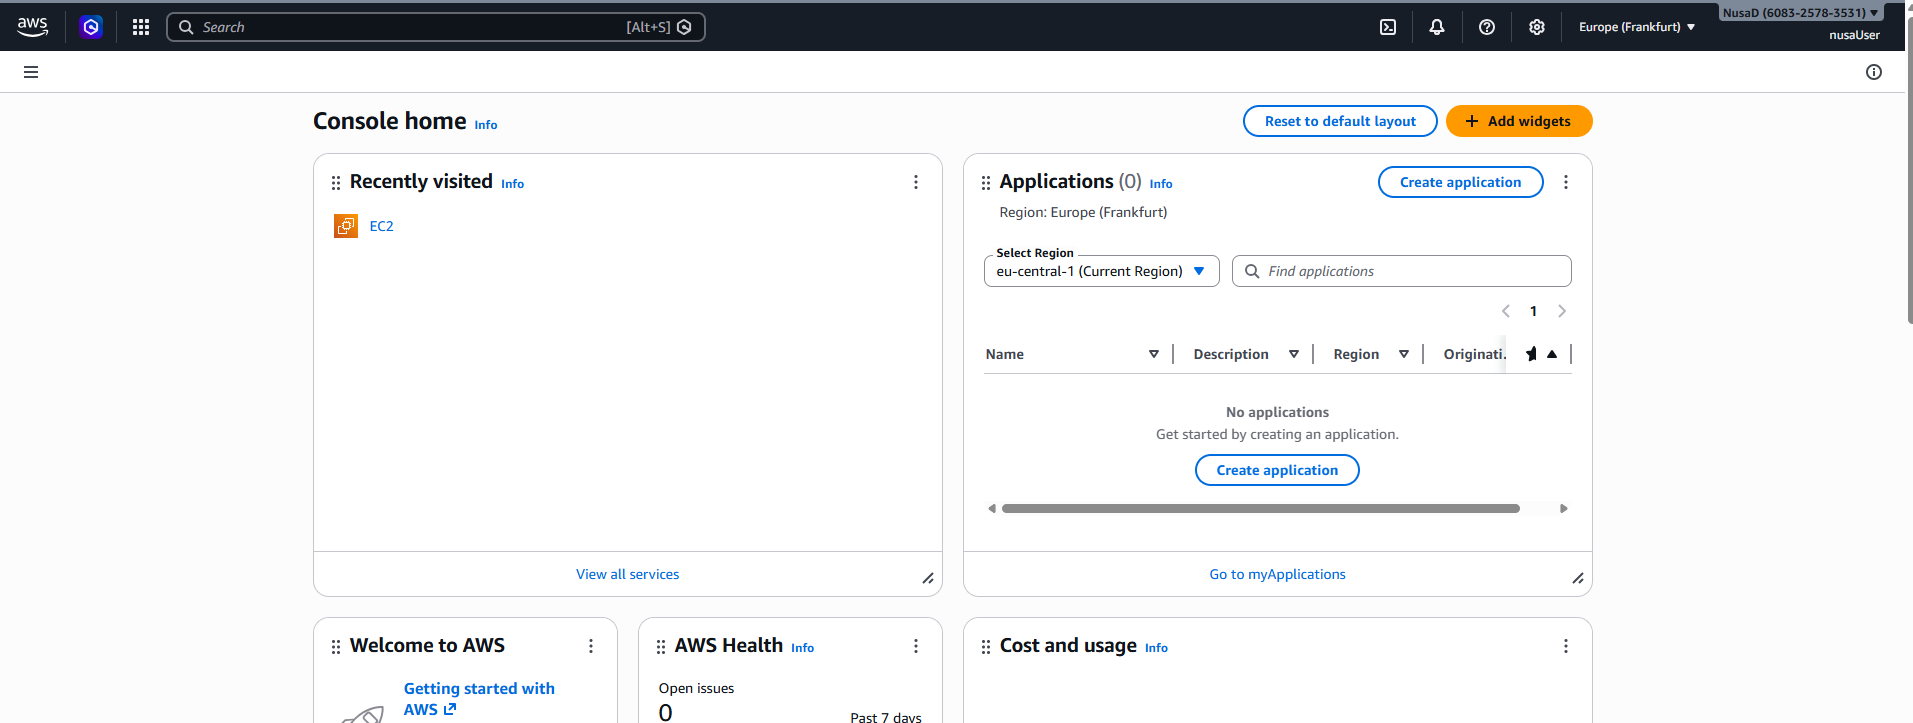 aws
Search
[Alt+S]
Europe (Frankfurt)
NusaD (6083-2578-3531)
nusaUser
Console home Info
Reset to default layout
Add widgets
Recently visited Info
EC2
View all services
Applications (0) Info
Create application
Region: Europe (Frankfurt)
Select Region
eu-central-1 (Current Region)
Find applications
1
Name Description Region Originati.
No applications
Get started by creating an application.
Create application
Go to myApplications
Welcome to AWS
Getting started with
AWS
AWS Health Info
Open issues
0
Past 7 days
Cost and usage Info